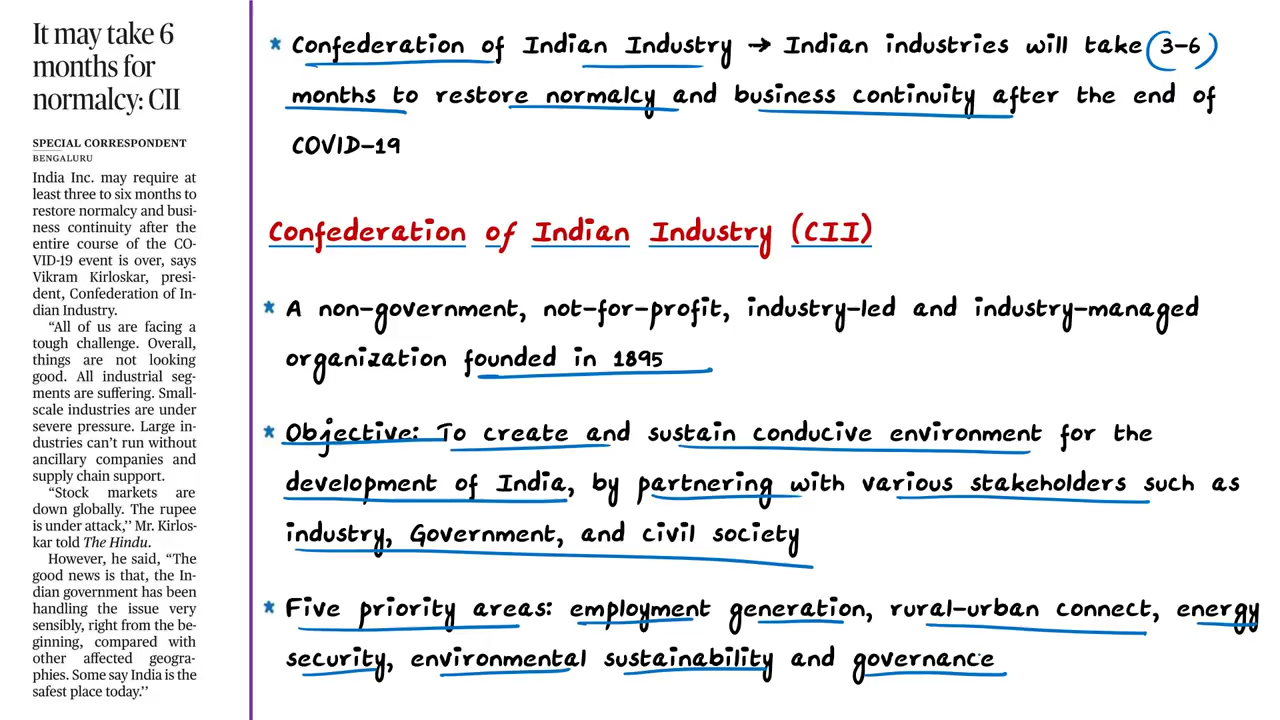 It may take 6
months for
normalcy: CII
SPECIAL CORRESPONDENT
BENGALURU
India Inc. may require at
least three to six months to
restore normalcy and busi-
ness continuity after the
entire course of the CO-
VID-19 event is over, says
Vikram Kirloskar, presi-
dent, Confederation of In-
dian Industry.
“All of us are facing a
tough challenge. Overall,
things are not looking
good. All industrial seg-
ments are suffering. Small-
scale industries are under
severe pressure. Large in-
dustries can’t run without
ancillary companies and
supply chain support.
“Stock markets are
down globally. The rupee
is under attack,’’ Mr. Kirlos-
kar told The Hindu.
However, he said, “The
good news is that, the In-
dian government has been
handling the issue very
sensibly, right from the be-
ginning, compared with
other affected geogra-
phies. Some say India is the
safest place today.’’
* Confederation of Indian Industry → Indian industries will take 3-6
months to restore normalcy and business continuity after the end of
COVID-19
Confederation of Indian Industry (CII)
* A non-government, not-for-profit, industry-led and industry-managed
organization founded in 1895
* Objective: To create and sustain conducive environment for the
development of India, by partnering with various stakeholders such as
industry, Government, and civil society
* Five priority areas: employment generation, rural-urban connect, energy
security, environmental sustainability and governance